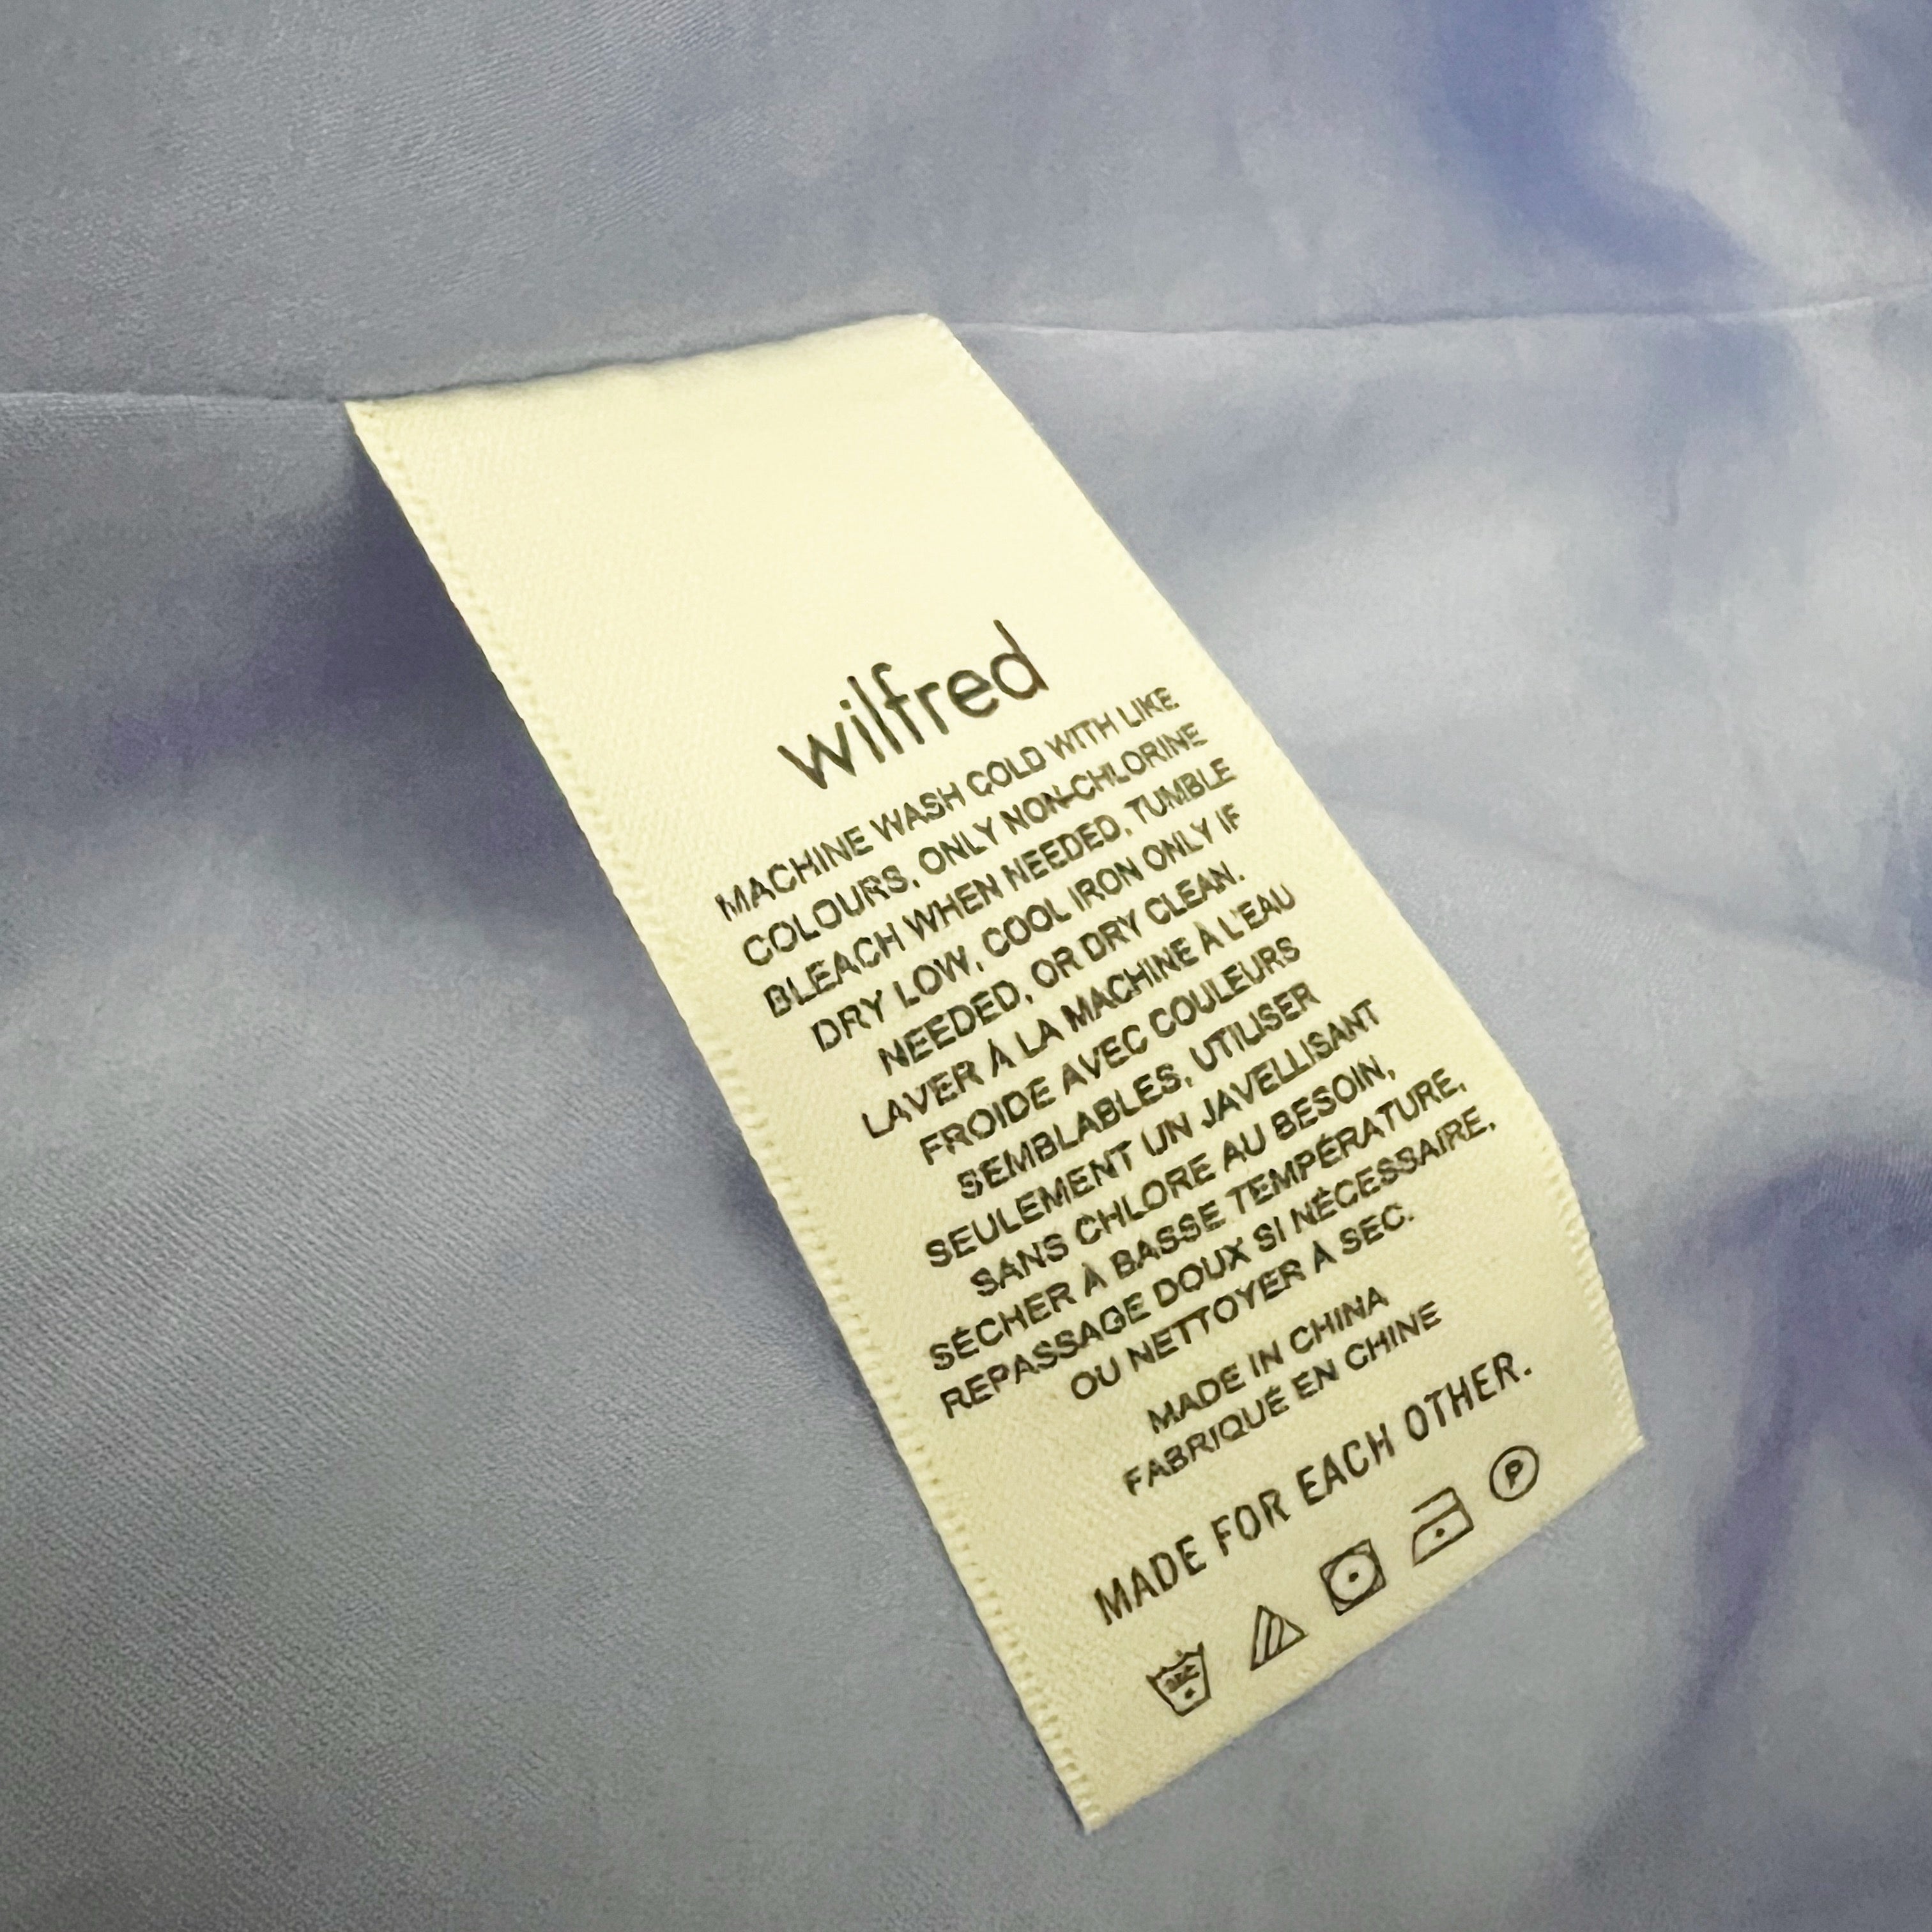 wilfred
MACHINE WASH COLD WITH LIKE
COLOURS, ONLY NON-CHLORINE
BLEACH WHEN NEEDED, TUMBLE
DRY LOW, COOL IRON ONLY IF
NEEDED, OR DRY CLEAN.
LAVER À LA MACHINE À L'EAU
FROIDE AVEC COULEURS
SEMBLABLES, UTILISER
SEULEMENT UN JAVELLISANT
SANS CHLORE AU BESOIN,
SÉCHER À BASSE TEMPÉRATURE,
REPASSAGE DOUX SI NÉCESSAIRE,
OU NETTOYER À SEC.
MADE IN CHINA
FABRIQUÉ EN CHINE
MADE FOR EACH OTHER.
P